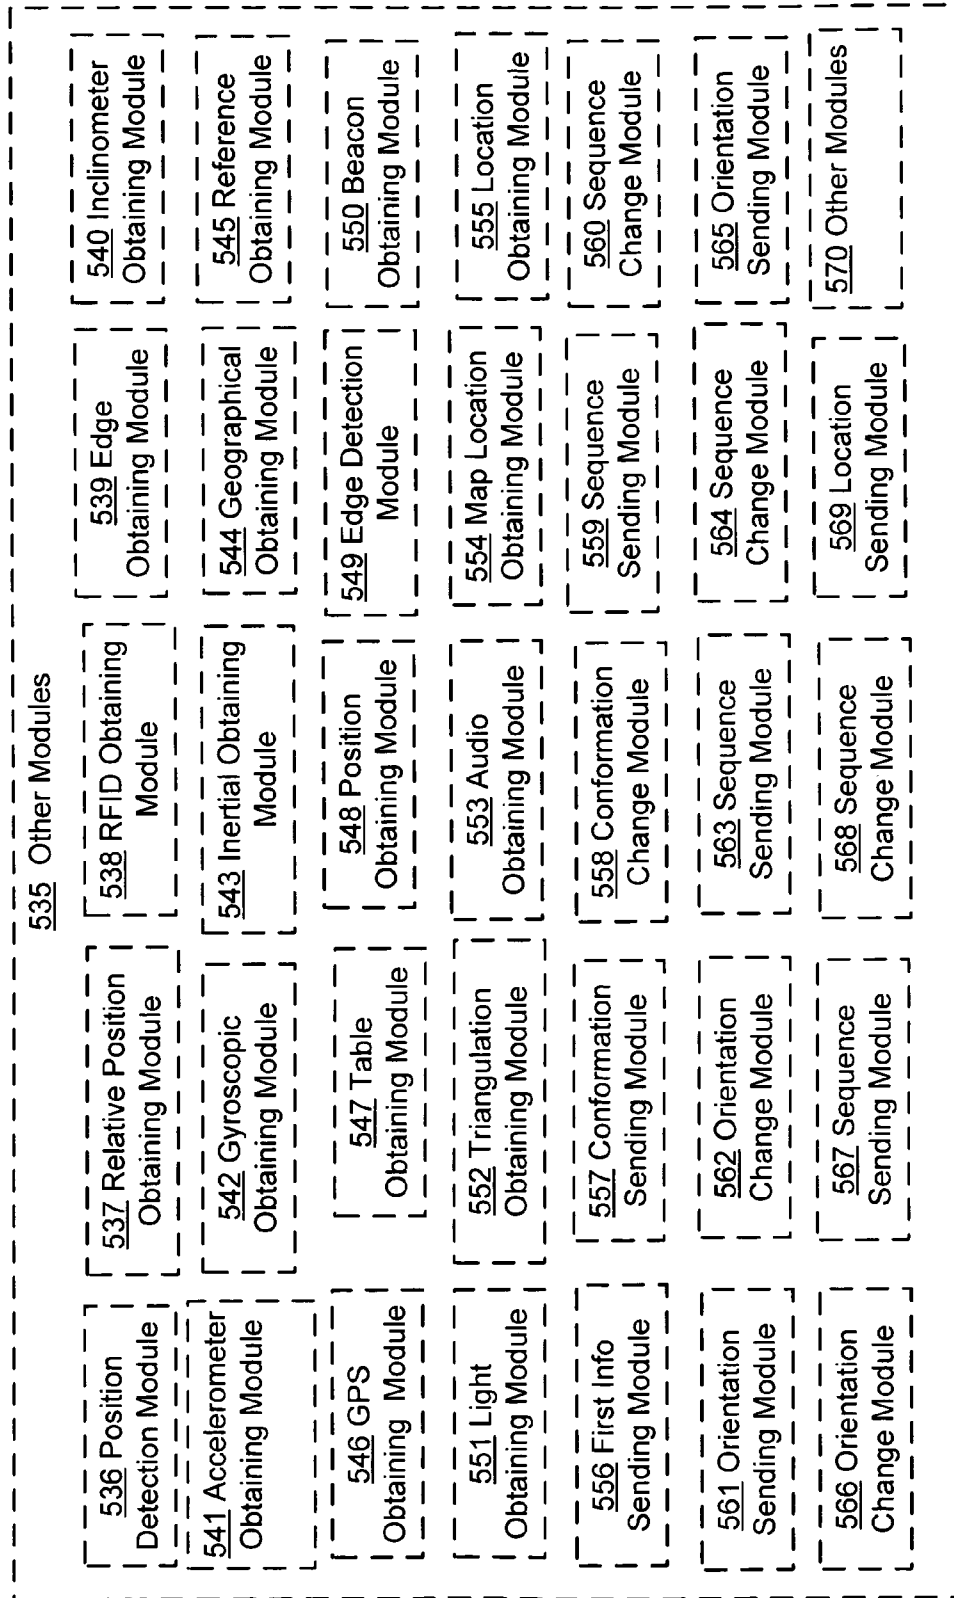 535 Other Modules
536 Position
Detection Module
537 Relative Position
Obtaining Module
538 RFID Obtaining
Module
539 Edge
Obtaining Module
540 Inclinometer
Obtaining Module
541 Accelerometer
Obtaining Module
542 Gyroscopic
Obtaining Module
543 Inertial Obtaining
Module
544 Geographical
Obtaining Module
545 Reference
Obtaining Module
546 GPS
Obtaining Module
547 Table
Obtaining Module
548 Position
Obtaining Module
549 Edge Detection
Module
550 Beacon
Obtaining Module
551 Light
Obtaining Module
552 Triangulation
Obtaining Module
553 Audio
Obtaining Module
554 Map Location
Obtaining Module
555 Location
Obtaining Module
556 First Info
Sending Module
557 Conformation
Sending Module
558 Conformation
Change Module
559 Sequence
Sending Module
560 Sequence
Change Module
561 Orientation
Sending Module
562 Orientation
Change Module
563 Sequence
Sending Module
564 Sequence
Change Module
565 Orientation
Sending Module
566 Orientation
Change Module
567 Sequence
Sending Module
568 Sequence
Change Module
569 Location
Sending Module
570 Other Modules